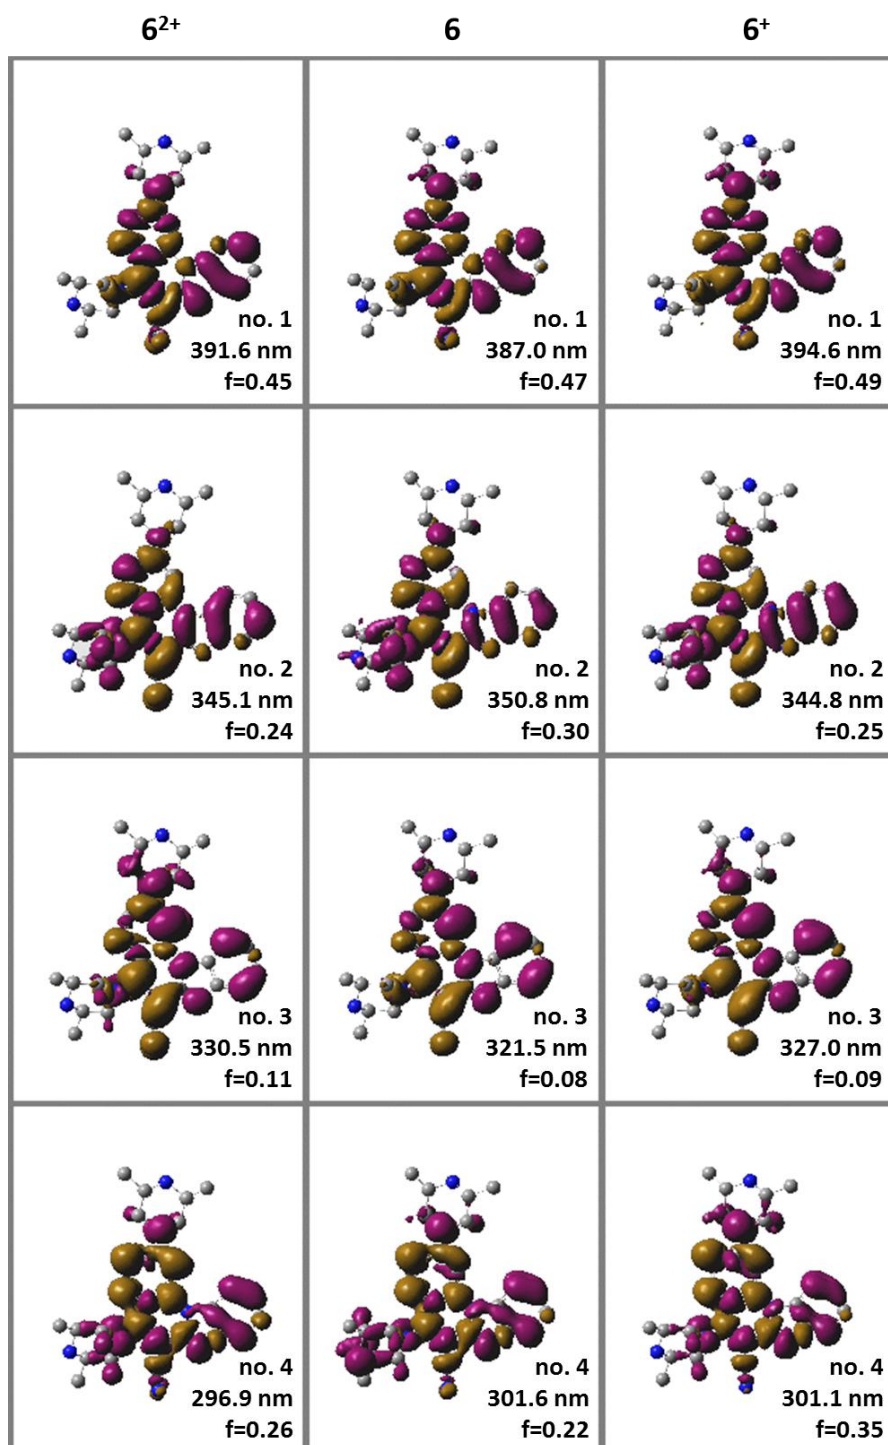 6²⁺ 6 6⁺
no. 1 no. 1 no. 1
391.6 nm 387.0 nm 394.6 nm
f=0.45 f=0.47 f=0.49
no. 2 no. 2 no. 2
345.1 nm 350.8 nm 344.8 nm
f=0.24 f=0.30 f=0.25
no. 3 no. 3 no. 3
330.5 nm 321.5 nm 327.0 nm
f=0.11 f=0.08 f=0.09
no. 4 no. 4 no. 4
296.9 nm 301.6 nm 301.1 nm
f=0.26 f=0.22 f=0.35